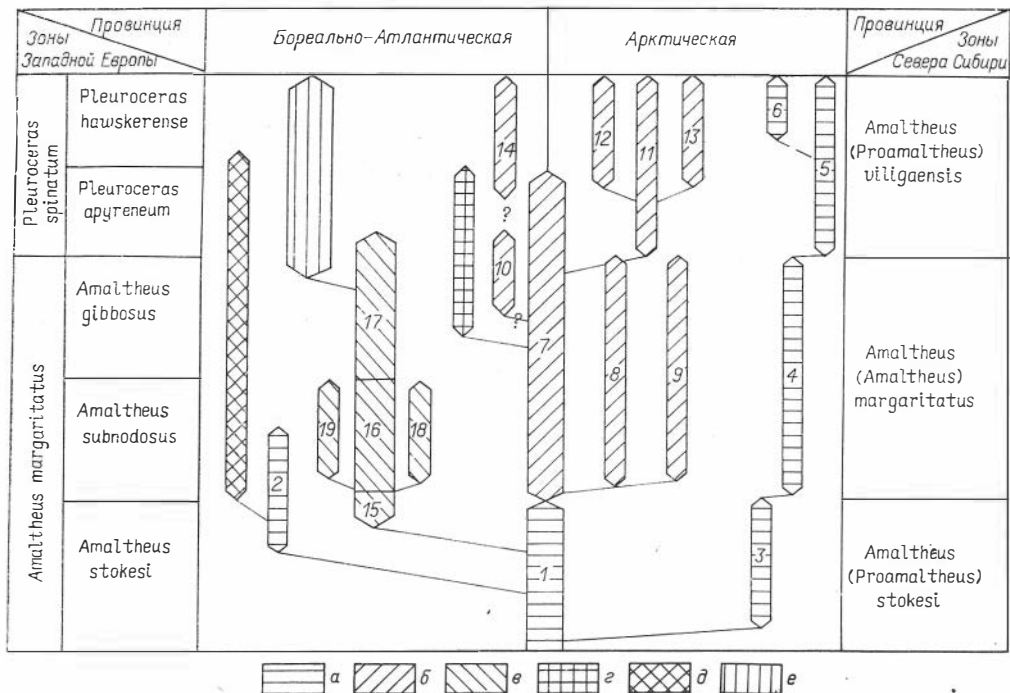 Провинция
Зоны
Западной Европы
Бореально-Атлантическая
Арктическая
Провинция
Зоны
Севера Сибири
Pleuroceras
spinatum
Pleuroceras
hawskerense
Pleuroceras
apyreneum
Amaltheus margaritatus
Amaltheus
gibbosus
Amaltheus
subnodosus
Amaltheus
stokesi
14
12
11
13
6
5
?
10
?
17
7
8
9
4
19
16
18
2
15
1
3
Amaltheus
(Proamaltheus)
viligaensis
Amaltheus
(Amaltheus)
margaritatus
Amaltheus
(Proamaltheus)
stokesi
а
б
в
г
д
е